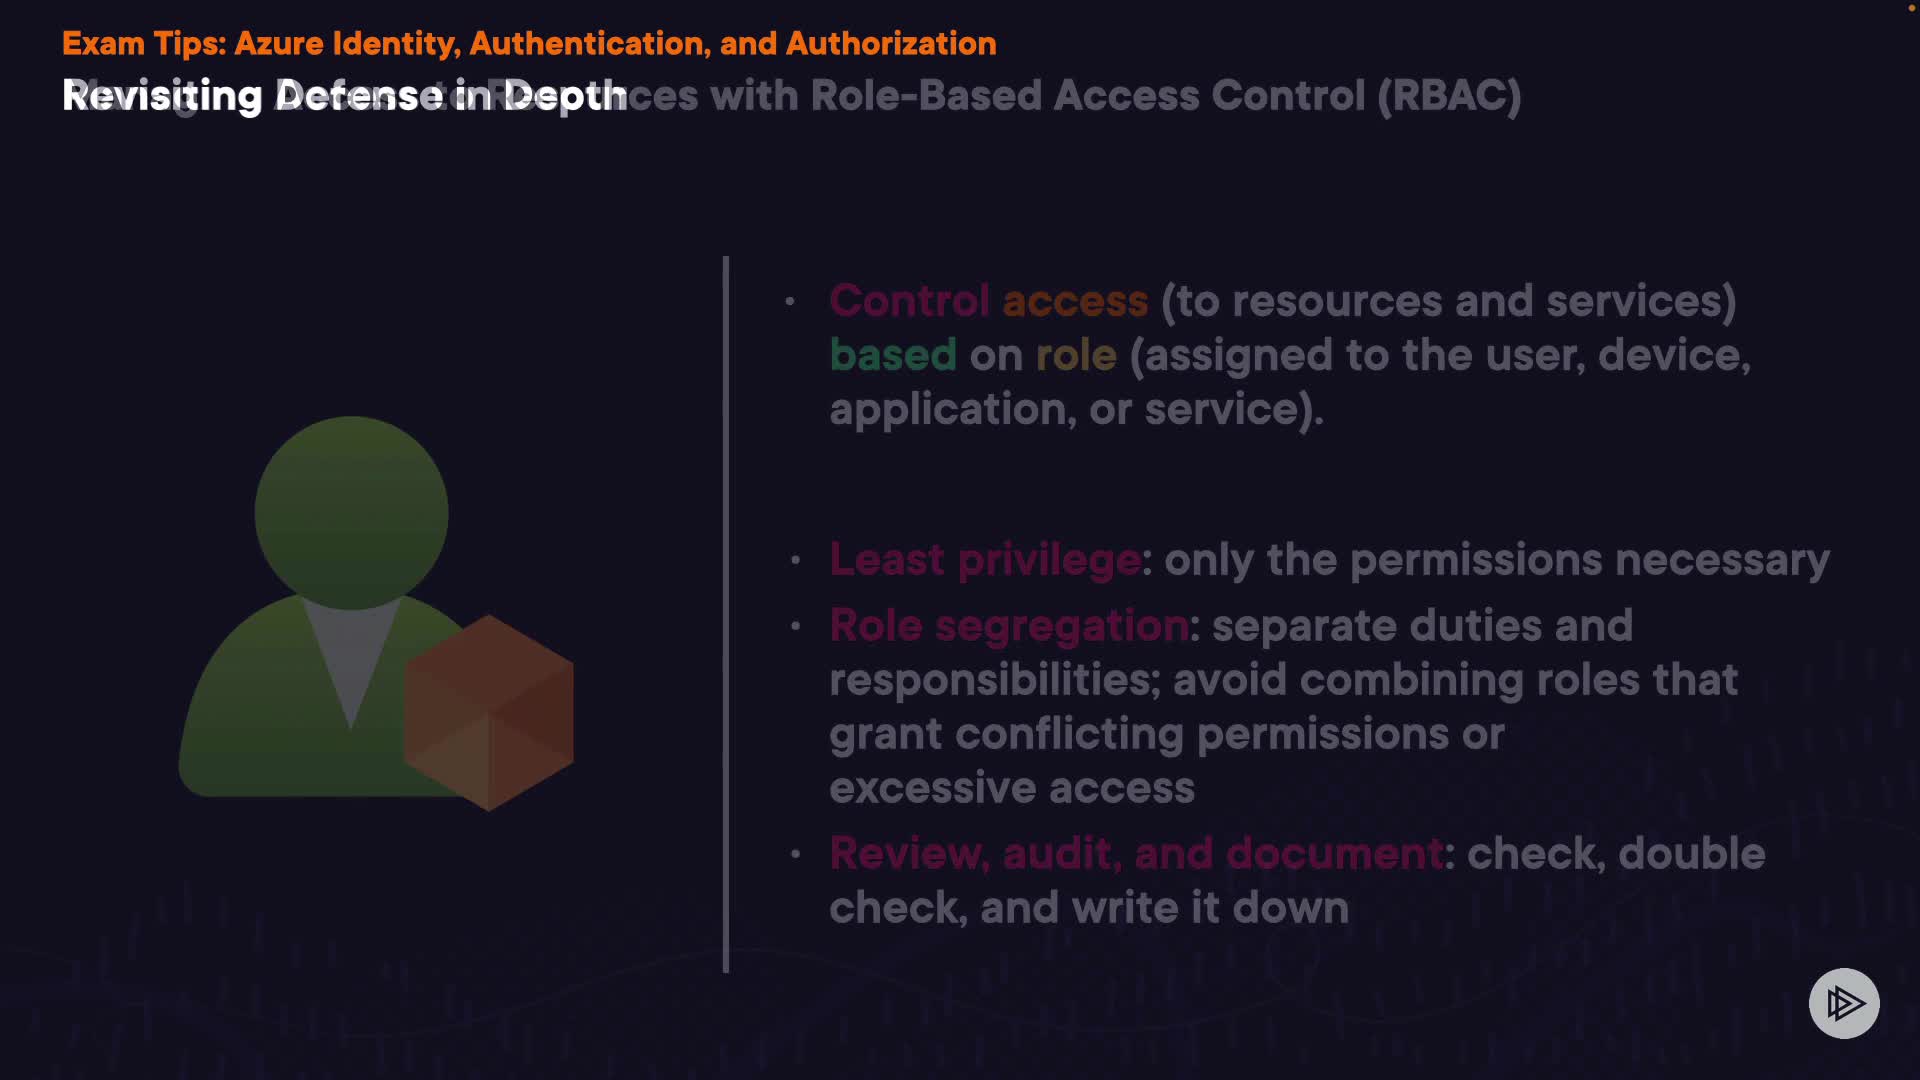 Exam Tips: Azure Identity, Authentication, and Authorization
Revisiting Defense in Depth
with Role-Based Access Control (RBAC)
• Control access (to resources and services)
based on role (assigned to the user, device,
application, or service).
• Least privilege: only the permissions necessary
• Role segregation: separate duties and
responsibilities; avoid combining roles that
grant conflicting permissions or
excessive access
• Review, audit, and document: check, double
check, and write it down